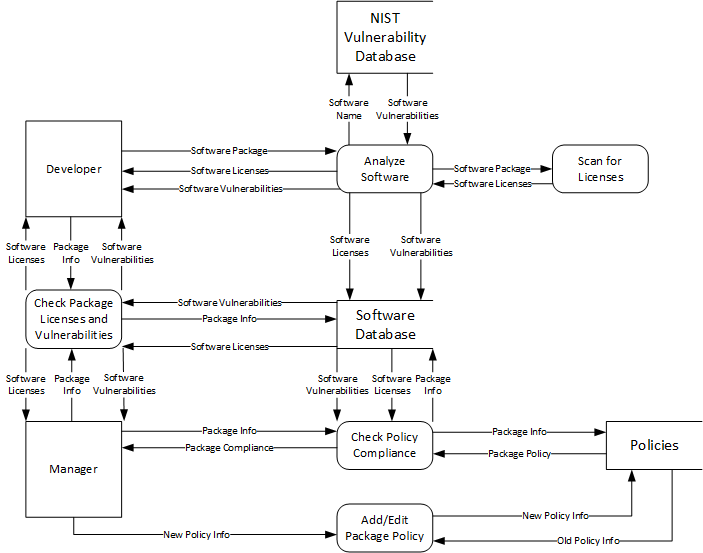 NIST
Vulnerability
Database
Software
Name
Software
Vulnerabilities
Developer
Software Package
Software Licenses
Software Vulnerabilities
Analyze
Software
Software Package
Software Licenses
Scan for
Licenses
Software
Licenses
Package
Info
Software
Vulnerabilities
Software
Licenses
Software
Vulnerabilities
Check Package
Licenses and
Vulnerabilities
Software Vulnerabilities
Package Info
Software Licenses
Software
Database
Software
Licenses
Package
Info
Software
Vulnerabilities
Software
Vulnerabilities
Software
Licenses
Package
Info
Manager
Package Info
Package Compliance
Check Policy
Compliance
Package Info
Package Policy
Policies
New Policy Info
Add/Edit
Package Policy
New Policy Info
Old Policy Info